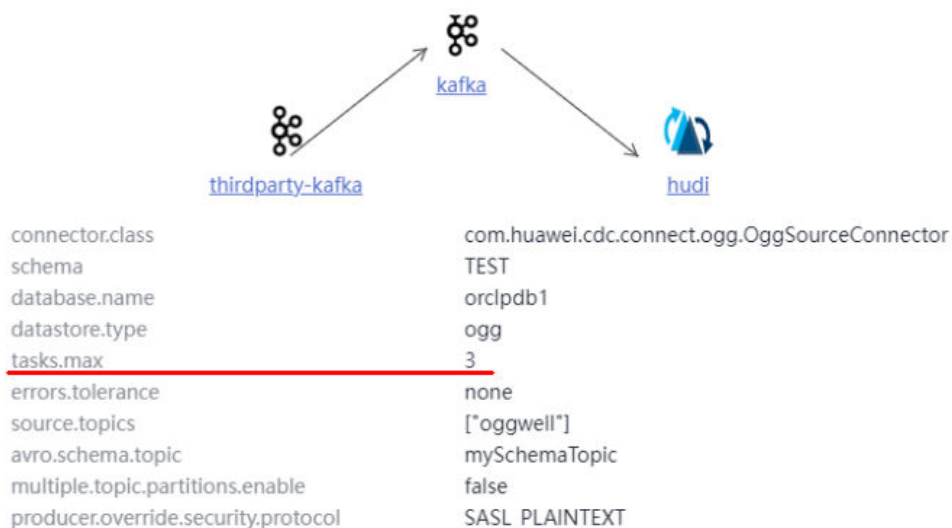 kafka
thirdparty-kafka
hudi
connector.class com.huawei.cdc.connect.ogg.OggSourceConnector
schema TEST
database.name orclpdb1
datastore.type ogg
tasks.max 3
errors.tolerance none
source.topics ["oggwell"]
avro.schema.topic mySchemaTopic
multiple.topic.partitions.enable false
producer.override.security.protocol SASL_PLAINTEXT